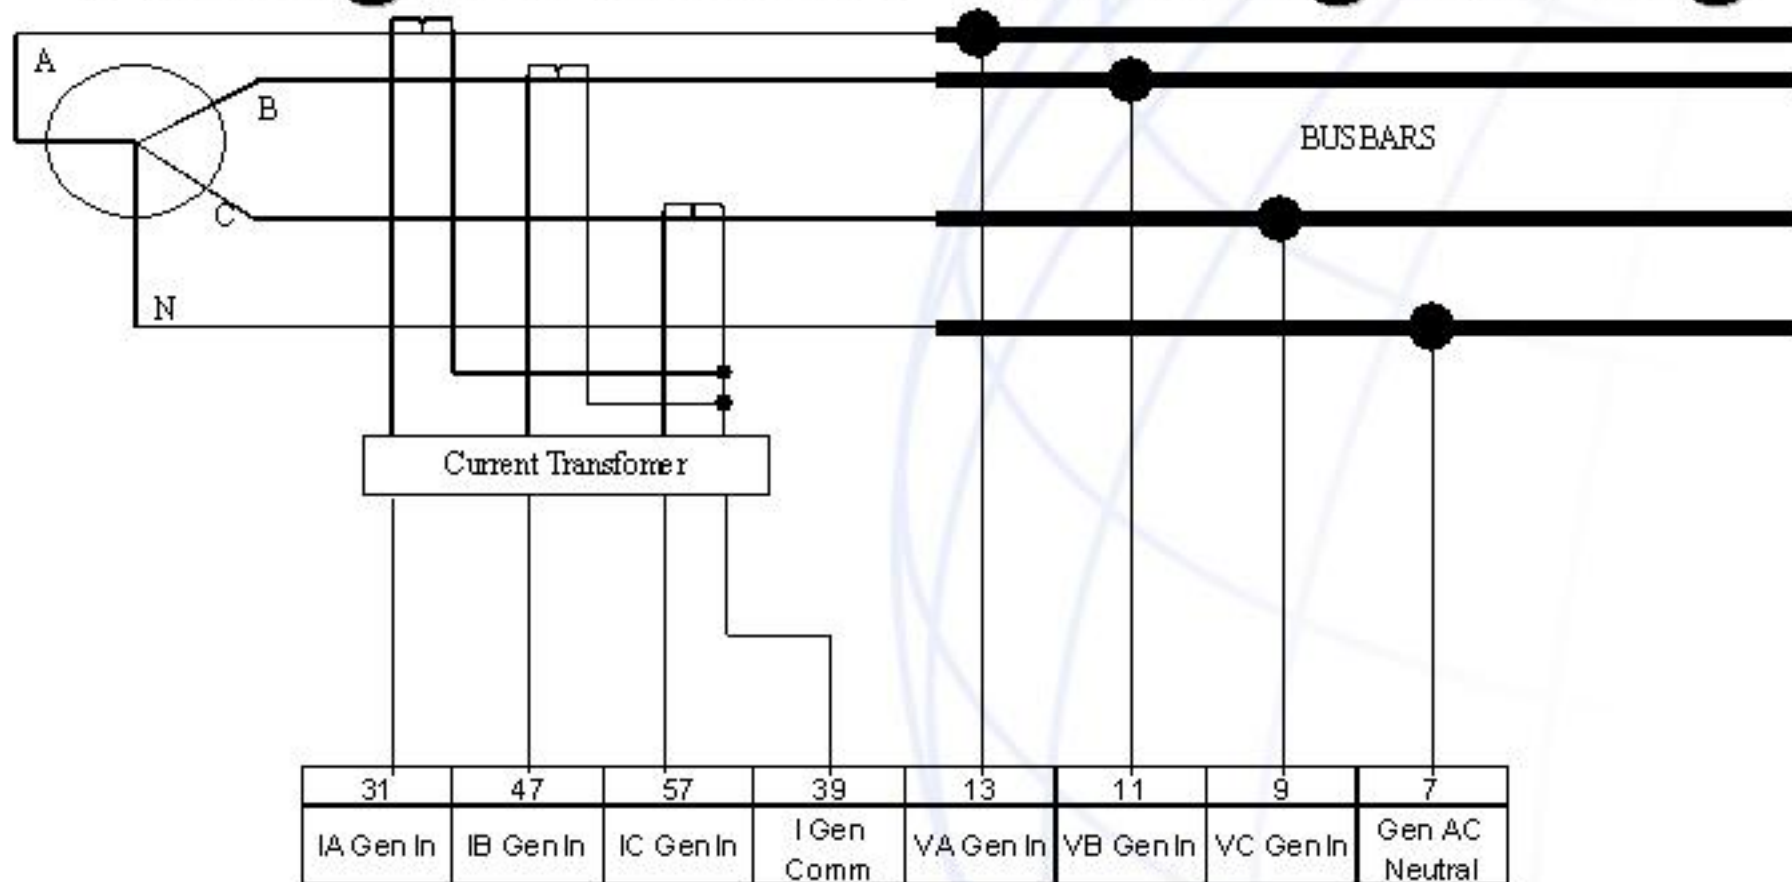 A
B
BUSBARS
C
N
Current Transfomer
31 47 57 39 13 11 9 7
IA Gen In IB Gen In IC Gen In I Gen Comm VA Gen In VB Gen In VC Gen In Gen AC Neutral